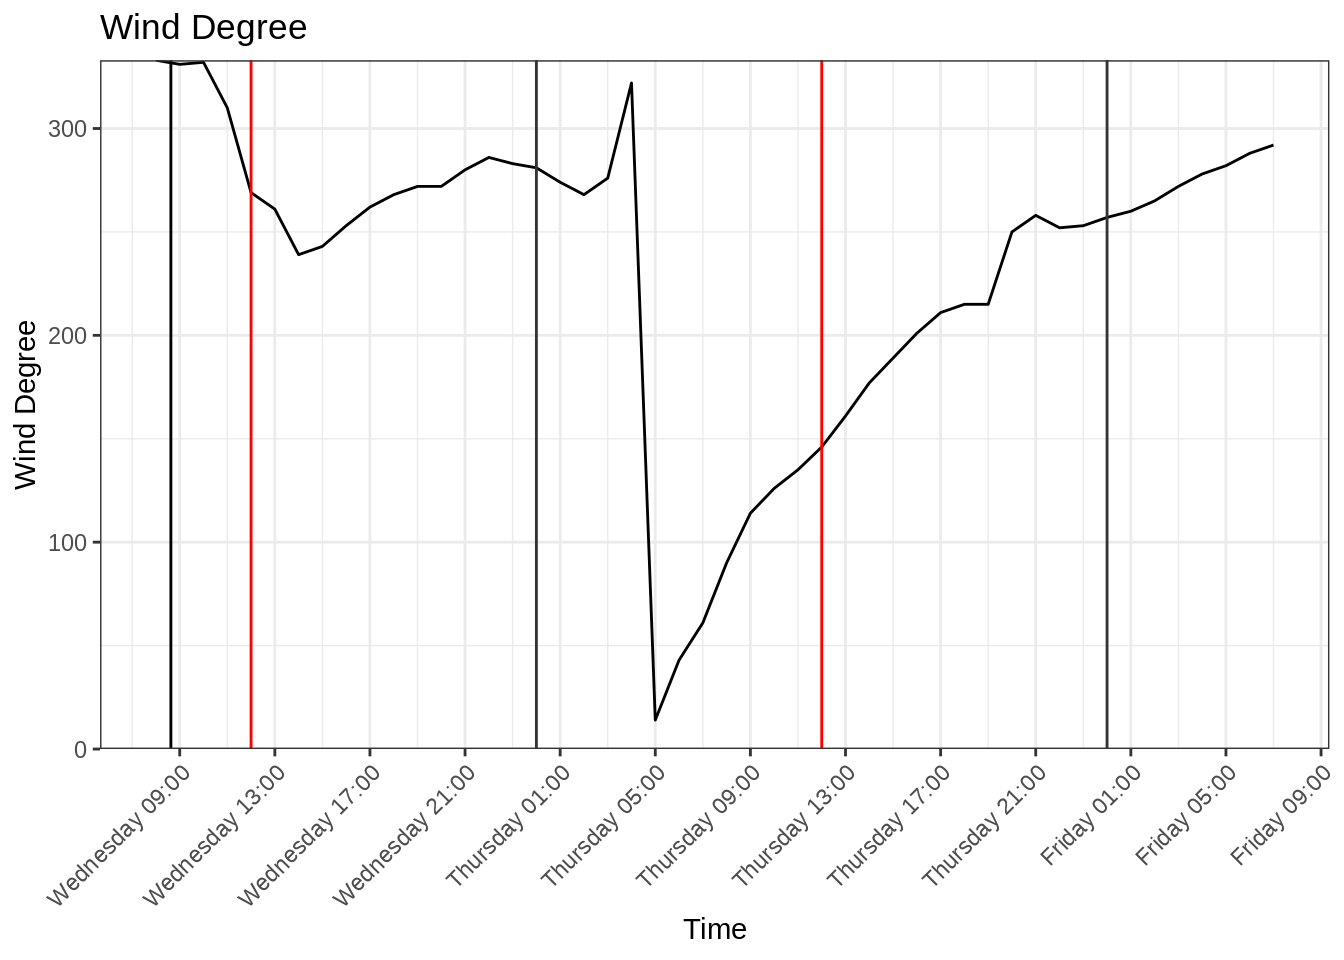 Wind Degree
Wind Degree
300
200
100
0
Wednesday 09:00
Wednesday 13:00
Wednesday 17:00
Wednesday 21:00
Thursday 01:00
Thursday 05:00
Thursday 09:00
Thursday 13:00
Thursday 17:00
Thursday 21:00
Friday 01:00
Friday 05:00
Friday 09:00
Time